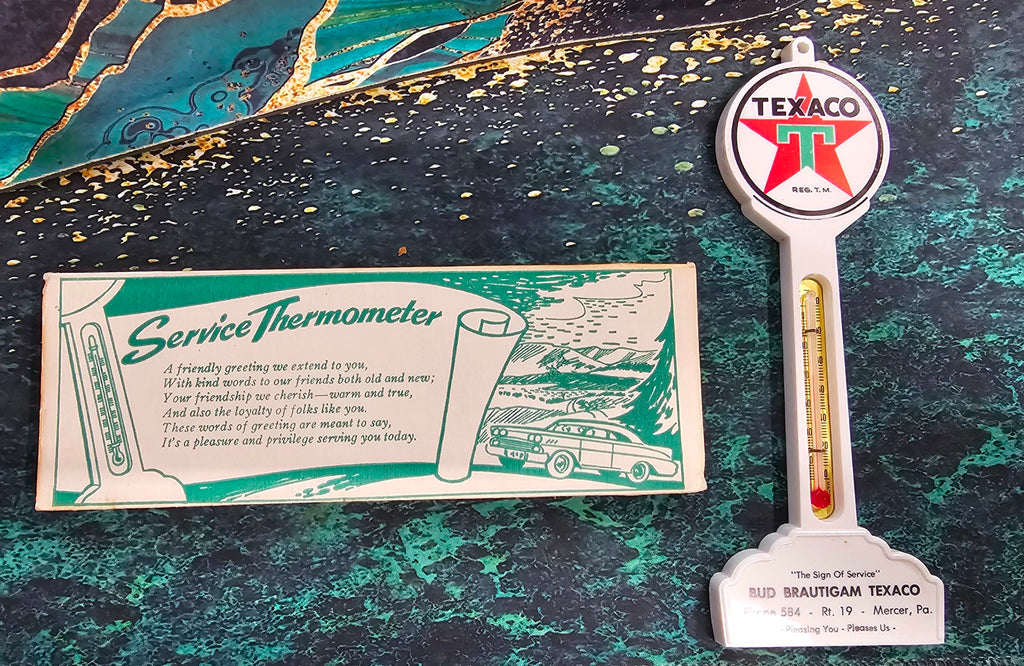 Service Thermometer
A friendly greeting we extend to you,
With kind words to our friends both old and new;
Your friendship we cherish—warm and true,
And also the loyalty of folks like you.
These words of greeting are meant to say,
It's a pleasure and privilege serving you today.
TEXACO
T
REG. T.M.
"The Sign Of Service"
BUD BRAUTIGAM TEXACO
Phone 584 - Rt. 19 - Mercer, Pa.
- Pleasing You - Pleases Us -